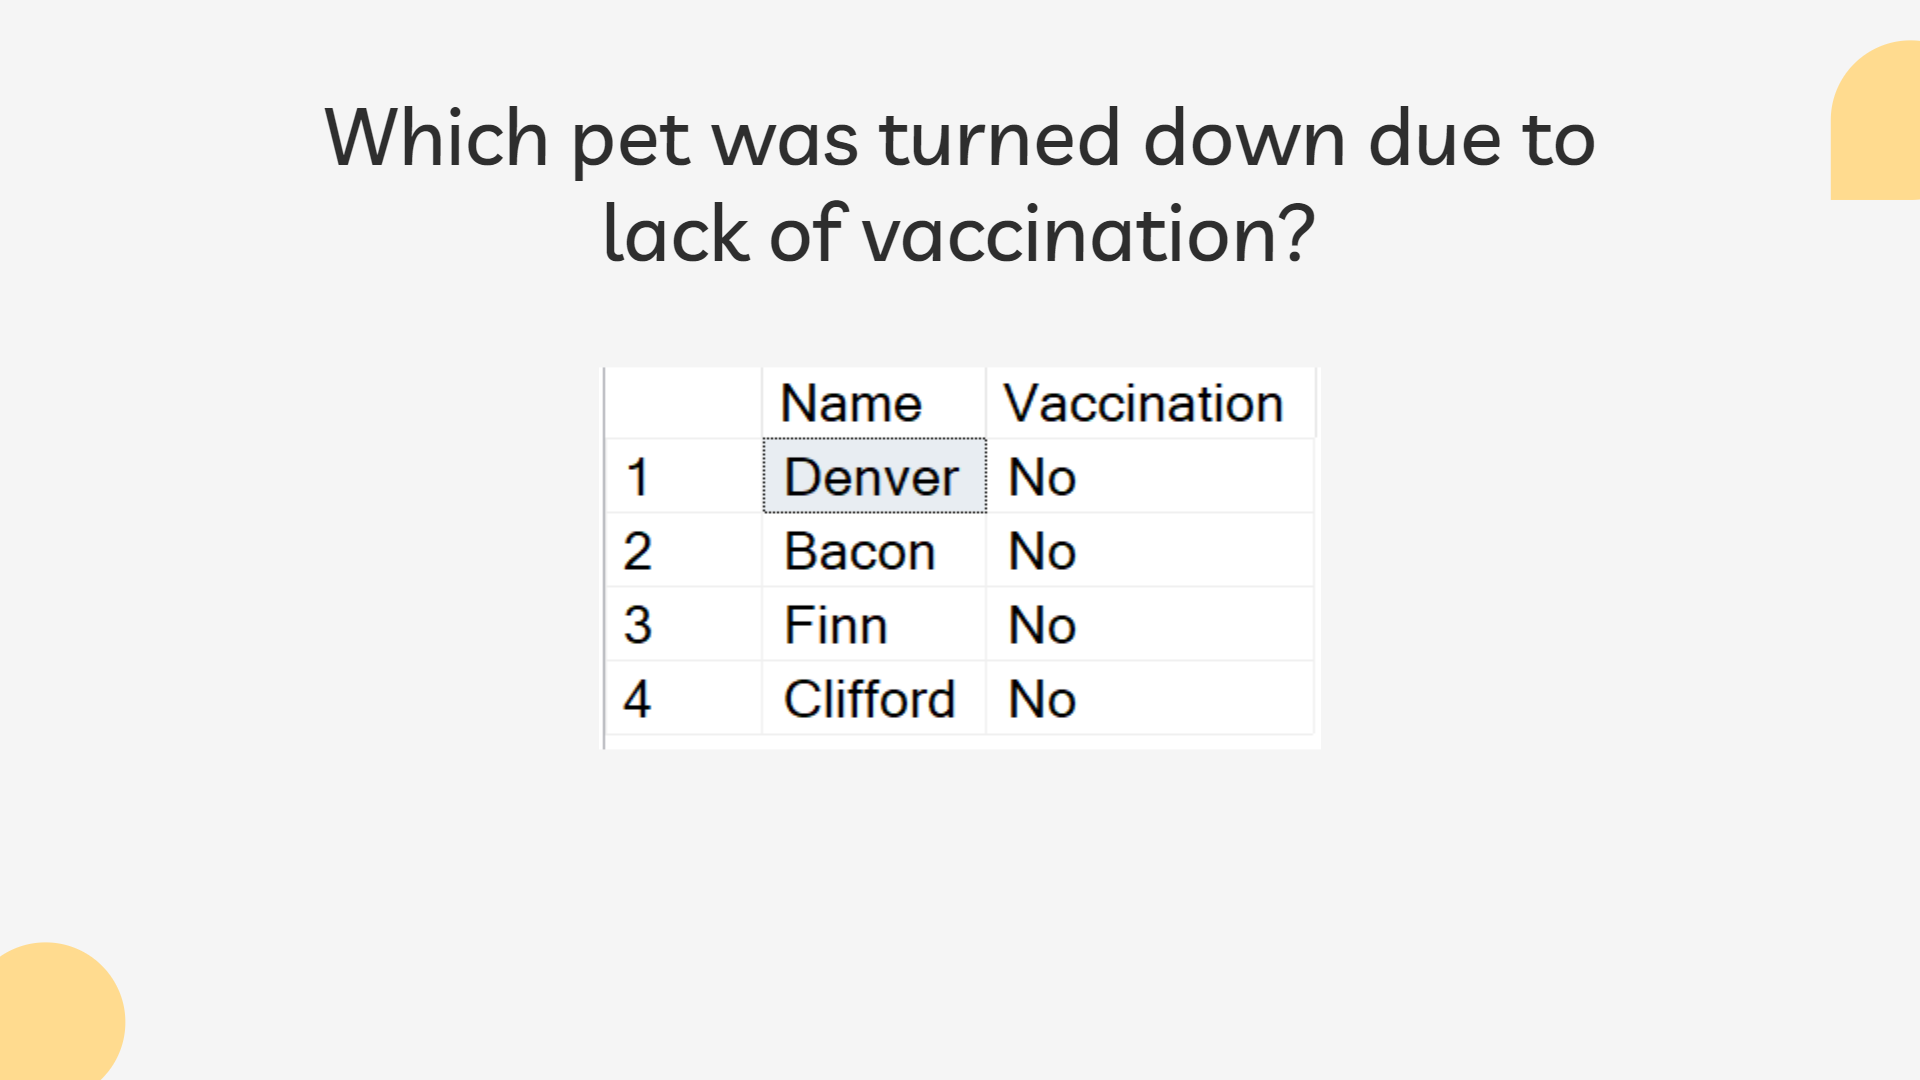 Which pet was turned down due to
lack of vaccination?
Name Vaccination
1 Denver No
2 Bacon No
3 Finn No
4 Clifford No